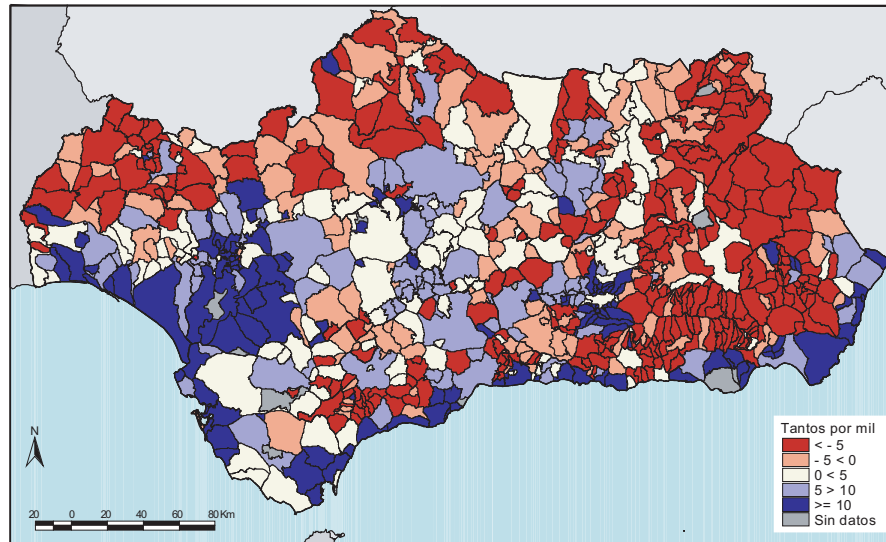 Tantos por mil
< - 5
- 5 < 0
0 < 5
5 > 10
>= 10
Sin datos
N
20 0 20 40 60 80 Km